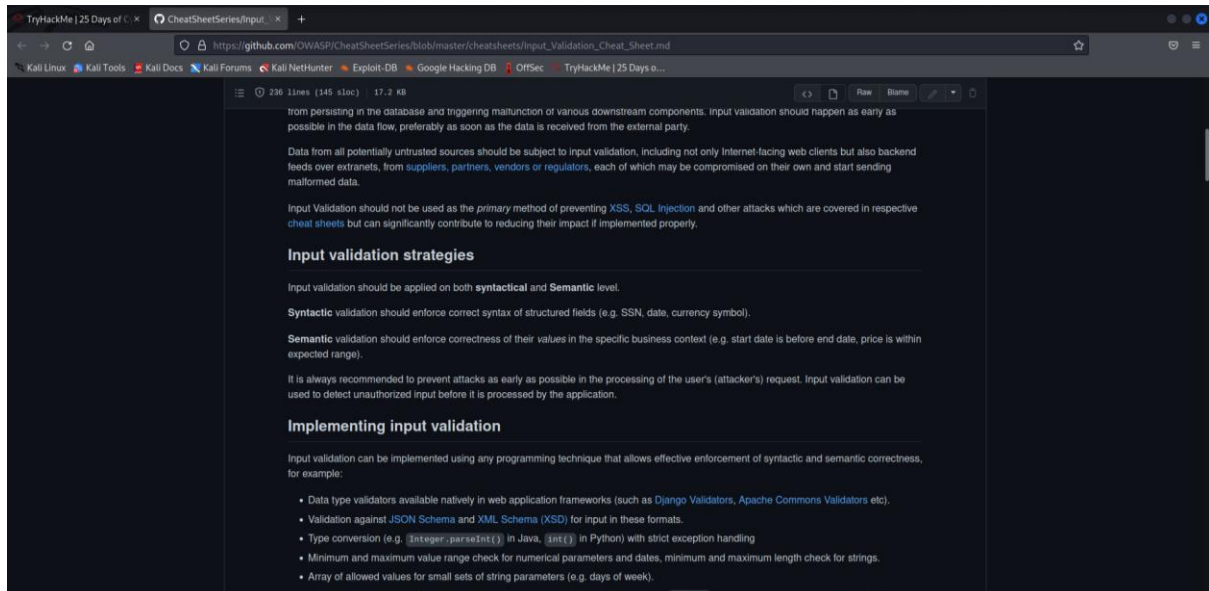 TryHackMe | 25 Days of C
CheatSheetSeries/Input_
https://github.com/OWASP/CheatSheetSeries/blob/master/cheatsheets/Input_Validation_Cheat_Sheet.md
Kali Linux Kali Tools Kali Docs Kali Forums Kali NetHunter Exploit-DB Google Hacking DB OffSec TryHackMe | 25 Days o...
236 lines (145 sloc) 17.2 KB Raw Blame
from persisting in the database and triggering malfunction of various downstream components. Input validation should happen as early as
possible in the data flow, preferably as soon as the data is received from the external party.
Data from all potentially untrusted sources should be subject to input validation, including not only Internet-facing web clients but also backend
feeds over extranets, from suppliers, partners, vendors or regulators, each of which may be compromised on their own and start sending
malformed data.
Input Validation should not be used as the primary method of preventing XSS, SQL Injection and other attacks which are covered in respective
cheat sheets but can significantly contribute to reducing their impact if implemented properly.
Input validation strategies
Input validation should be applied on both syntactical and Semantic level.
Syntactic validation should enforce correct syntax of structured fields (e.g. SSN, date, currency symbol).
Semantic validation should enforce correctness of their values in the specific business context (e.g. start date is before end date, price is within
expected range).
It is always recommended to prevent attacks as early as possible in the processing of the user's (attacker's) request. Input validation can be
used to detect unauthorized input before it is processed by the application.
Implementing input validation
Input validation can be implemented using any programming technique that allows effective enforcement of syntactic and semantic correctness,
for example:
• Data type validators available natively in web application frameworks (such as Django Validators, Apache Commons Validators etc).
• Validation against JSON Schema and XML Schema (XSD) for input in these formats.
• Type conversion (e.g. Integer.parseInt() in Java, int() in Python) with strict exception handling
• Minimum and maximum value range check for numerical parameters and dates, minimum and maximum length check for strings.
• Array of allowed values for small sets of string parameters (e.g. days of week).